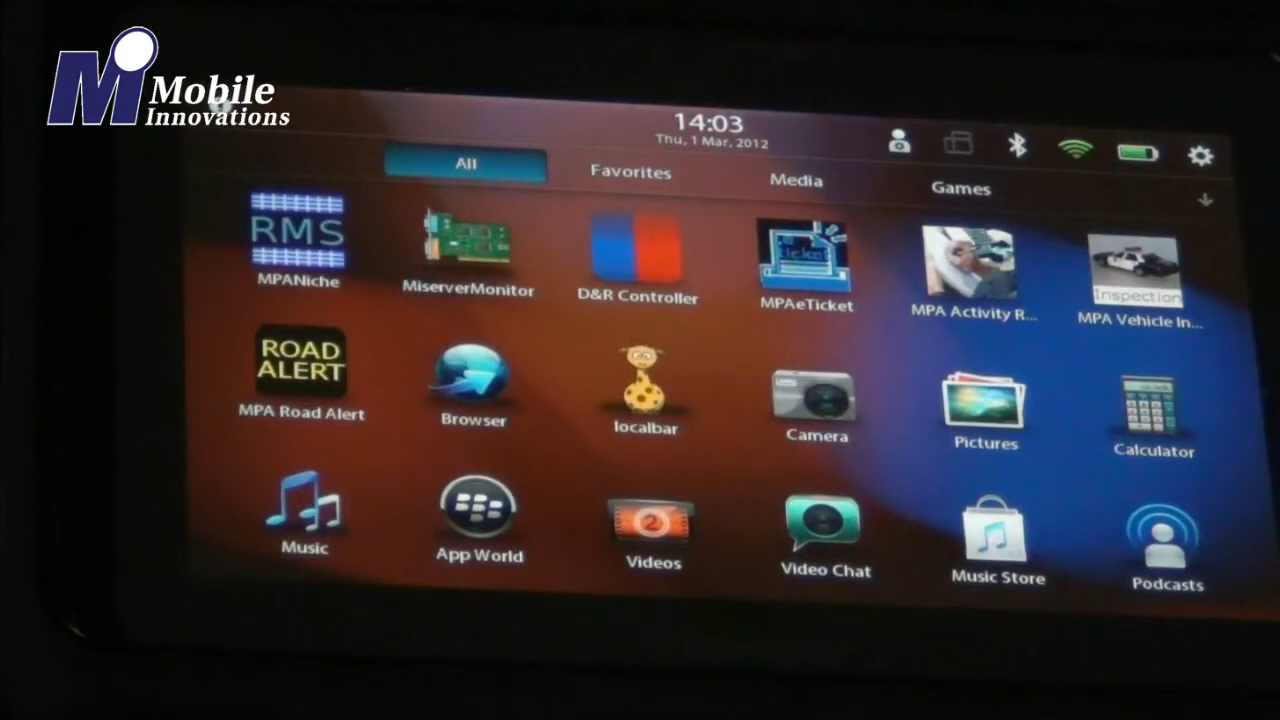 Mobile
Innovations
14:03
Thu, 1 Mar, 2012
All
Favorites
Media
Games
RMS
MPANiche
MiserverMonitor
D&R Controller
Ticket
MPAeTicket
MPA Activity R...
Inspection
MPA Vehicle In...
ROAD
ALERT
MPA Road Alert
Browser
localbar
Camera
Pictures
Calculator
Music
App World
2
Videos
Video Chat
Music Store
Podcasts